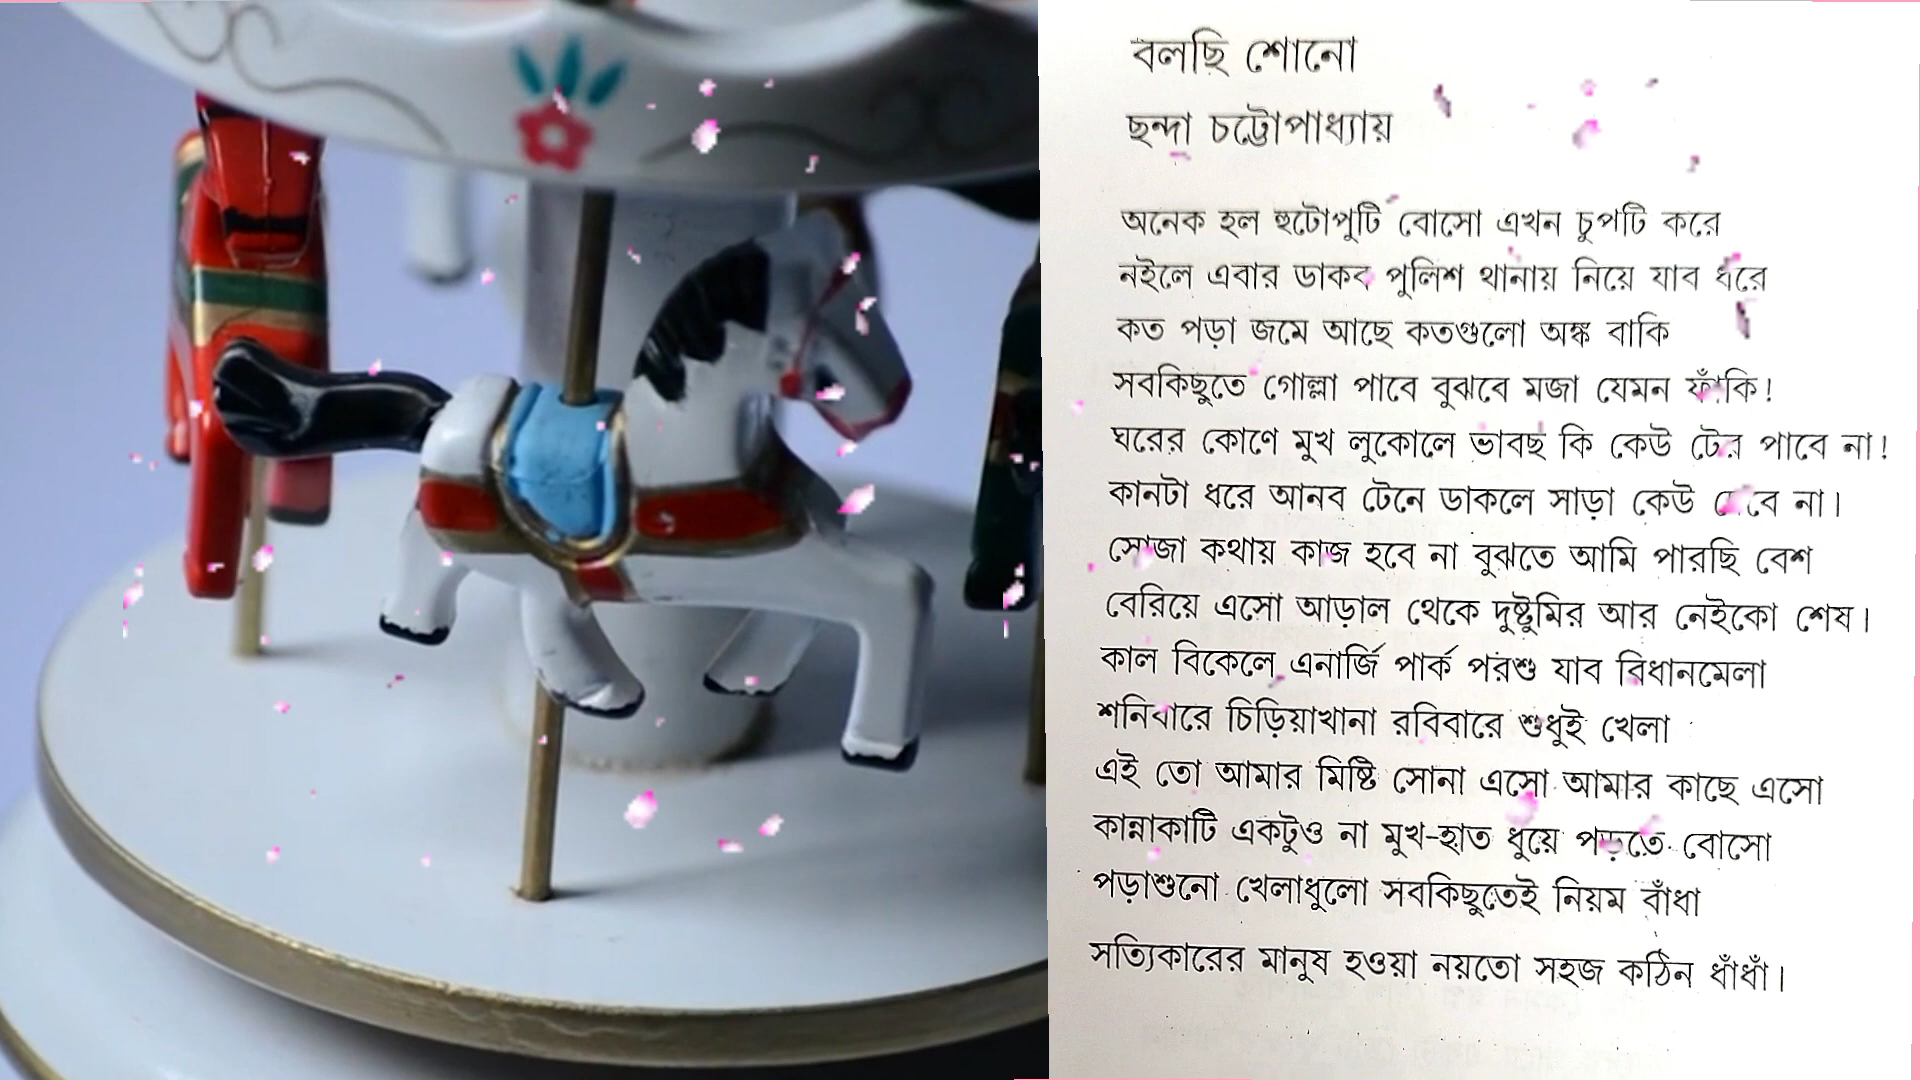 বলছি শোনো
ছন্দা চট্টোপাধ্যায়
অনেক হল হুটোপুটি বোসো এখন চুপটি করে
নইলে এবার ডাকব পুলিশ থানায় নিয়ে যাব ধরে
কত পড়া জমে আছে কতগুলো অঙ্ক বাকি
সবকিছুতে গোল্লা পাবে বুঝবে মজা যেমন ফাঁকি!
ঘরের কোণে মুখ লুকোলে ভাবছ কি কেউ টের পাবে না!
কানটা ধরে আনব টেনে ডাকলে সাড়া কেউ না।
সোজা কথায় কাজ হবে না বুঝতে আমি পারছি বেশ
বেরিয়ে এসো আড়াল থেকে দুষ্টুমির আর নেইকো শেষ।
কাল বিকেলে এনার্জি পার্ক পরশু যাব বিধানমেলা
শনিবারে চিড়িয়াখানা রবিবারে শুধুই খেলা
এই তো আমার মিষ্টি সোনা এসো আমার কাছে এসো
কান্নাকাটি একটুও না মুখ-হাত ধুয়ে পড়তে বোসো
পড়াশুনো খেলাধুলো সবকিছুতেই নিয়ম বাঁধা
সত্যিকারের মানুষ হওয়া নয়তো সহজ কঠিন ধাঁধাঁ।